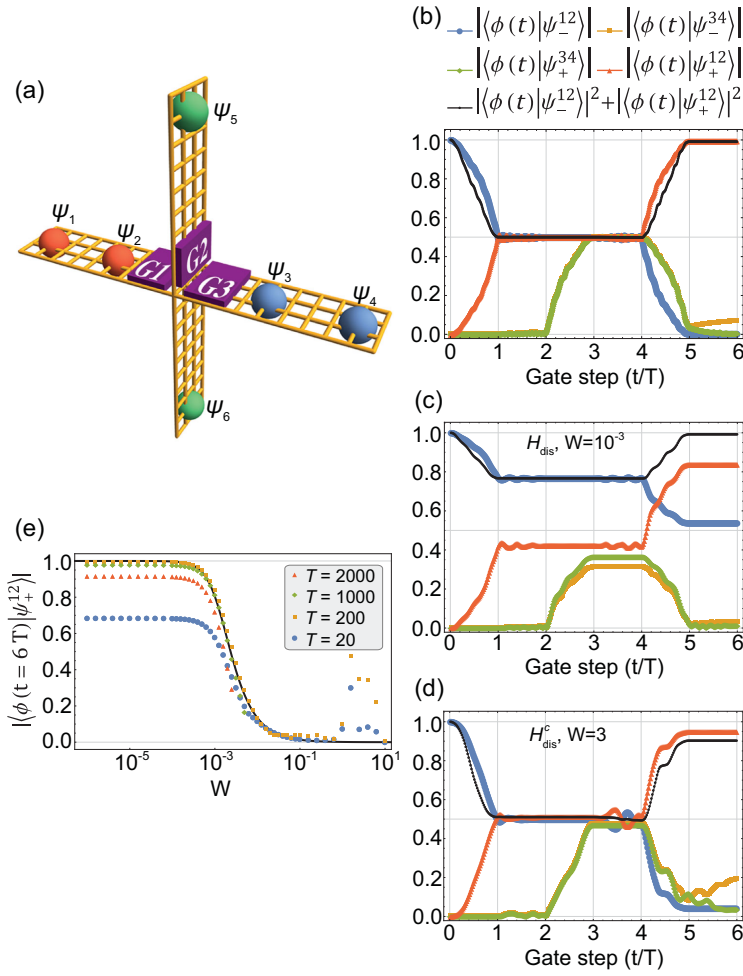 (a)
ψ5
ψ1
ψ2
G1
G2
G3
ψ3
ψ4
ψ6
(b)
|⟨ϕ(t)|ψ₋¹²⟩| |⟨ϕ(t)|ψ₋³⁴⟩|
|⟨ϕ(t)|ψ₊³⁴⟩| |⟨ϕ(t)|ψ₊¹²⟩|
|⟨ϕ(t)|ψ₋¹²⟩|²+|⟨ϕ(t)|ψ₊¹²⟩|²
1.0
0.8
0.6
0.4
0.2
0.0
0 1 2 3 4 5 6
Gate step (t/T)
(c)
H_dis, W=10⁻³
1.0
0.8
0.6
0.4
0.2
0.0
0 1 2 3 4 5 6
Gate step (t/T)
(d)
H^c_dis, W=3
1.0
0.8
0.6
0.4
0.2
0.0
0 1 2 3 4 5 6
Gate step (t/T)
(e)
|⟨ϕ(t=6T)|ψ₊¹²⟩|
1.0
0.8
0.6
0.4
0.2
0.0
T = 2000
T = 1000
T = 200
T = 20
10⁻⁵ 10⁻³ 10⁻¹ 10¹
W